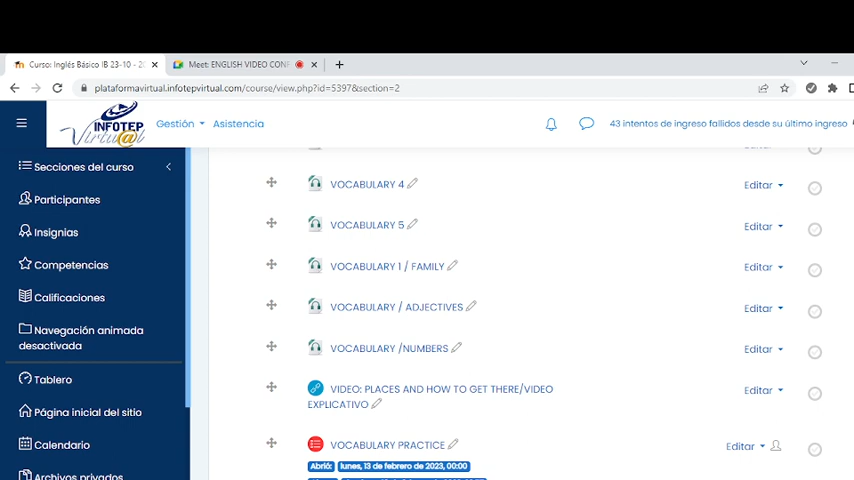 Curso: Inglés Básico IB 23-10 - 20
Meet: ENGLISH VIDEO CONF
plataformavirtual.infotepvirtual.com/course/view.php?id=5397&section=2
INFOTEP
Virtu@l
Gestión
Asistencia
43 intentos de ingreso fallidos desde su último ingreso
Secciones del curso
Participantes
Insignias
Competencias
Calificaciones
Navegación animada
desactivada
Tablero
Página inicial del sitio
Calendario
Archivos privados
VOCABULARY 4
Editar
VOCABULARY 5
Editar
VOCABULARY 1 / FAMILY
Editar
VOCABULARY / ADJECTIVES
Editar
VOCABULARY /NUMBERS
Editar
VIDEO: PLACES AND HOW TO GET THERE/VIDEO
EXPLICATIVO
Editar
VOCABULARY PRACTICE
Editar
Abrió: lunes, 13 de febrero de 2023, 00:00